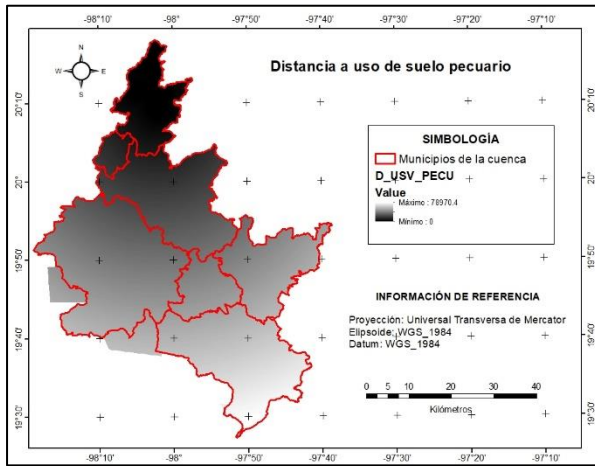 -98°10' -98° -97°50' -97°40' -97°30' -97°20' -97°10'
N
W E
S
Distancia a uso de suelo pecuario
20°10'
20°
19°50'
19°40'
19°30'
20°10'
20°
19°50'
19°40'
19°30'
SIMBOLOGÍA
Municipios de la cuenca
D_USV_PECU
Value
Máximo : 78970.4
Mínimo : 0
INFORMACIÓN DE REFERENCIA
Proyección: Universal Transversa de Mercator
Elipsoide: WGS_1984
Datum: WGS_1984
0 5 10 20 30 40
Kilómetros
-98°10' -98° -97°50' -97°40' -97°30' -97°20' -97°10'